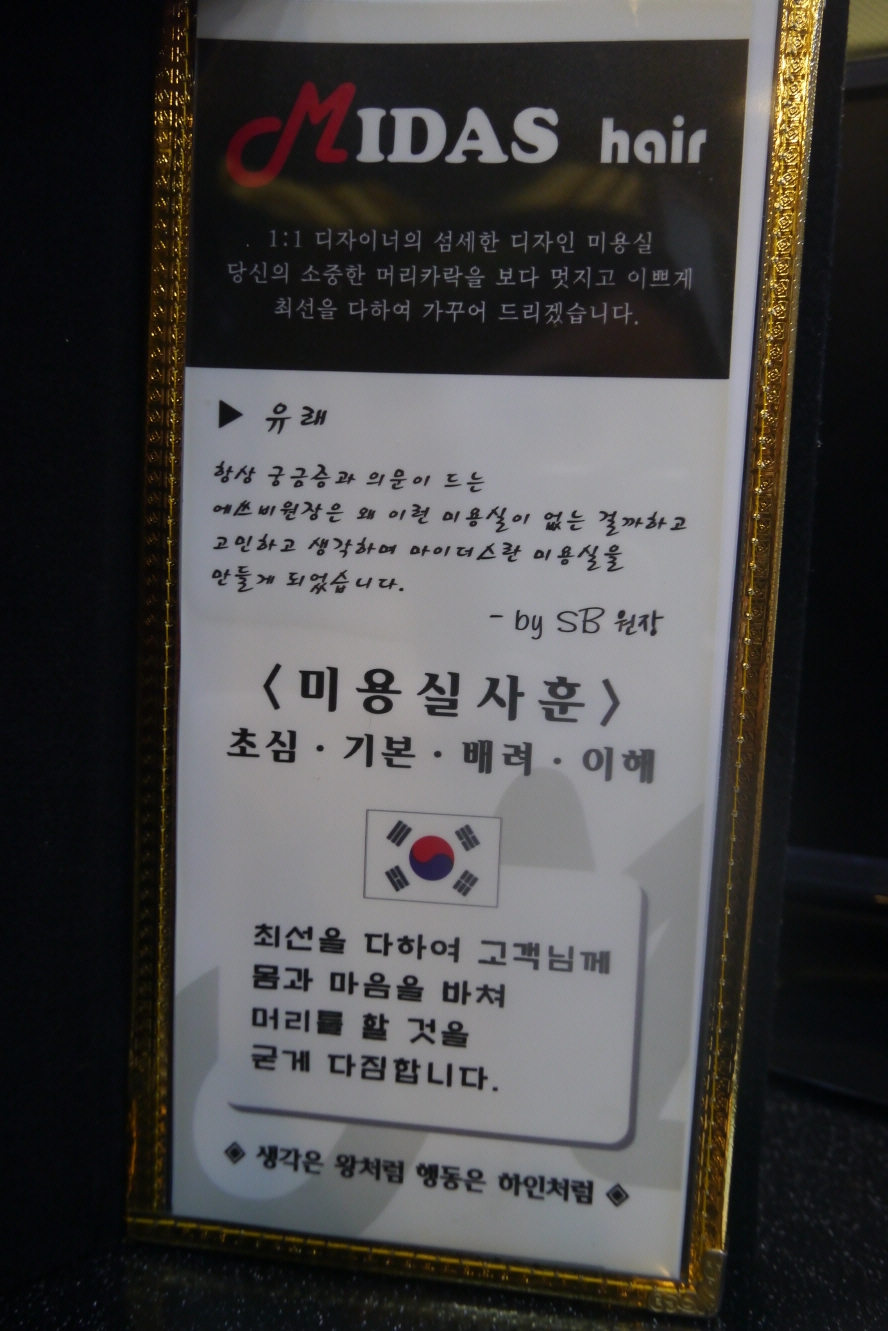 MIDAS hair
1:1 디자이너의 섬세한 디자인 미용실
당신의 소중한 머리카락을 보다 멋지고 이쁘게
최선을 다하여 가꾸어 드리겠습니다.
▶ 유래
항상 궁금증과 의문이 드는
에쓰비원장은 왜 이런 미용실이 없는 걸까하고
고민하고 생각하며 마이더스란 미용실을
만들게 되었습니다.
- by SB 원장
〈미용실사훈〉
초심 · 기본 · 배려 · 이해
최선을 다하여 고객님께
몸과 마음을 바쳐
머리를 할 것을
굳게 다짐합니다.
◈ 생각은 왕처럼 행동은 하인처럼 ◈